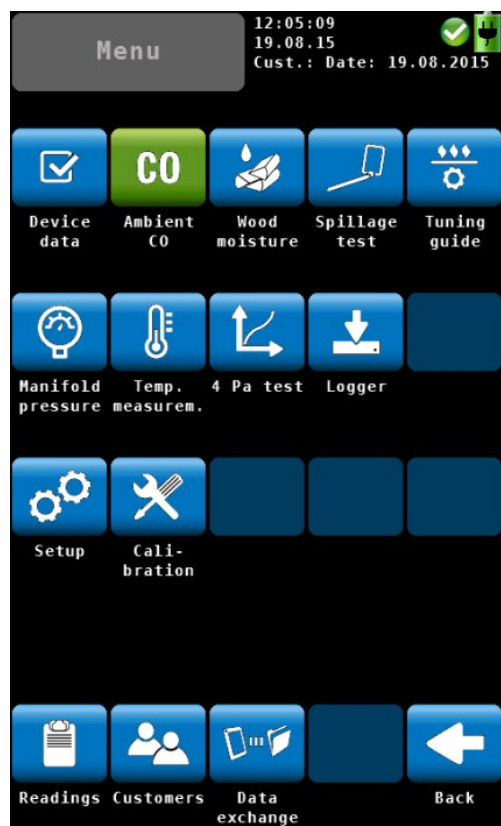 Menu
12:05:09
19.08.15
Cust.: Date: 19.08.2015
CO
Device data
Ambient CO
Wood moisture
Spillage test
Tuning guide
Manifold pressure
Temp. measurem.
4 Pa test
Logger
Setup
Cali-
bration
Readings
Customers
Data exchange
Back